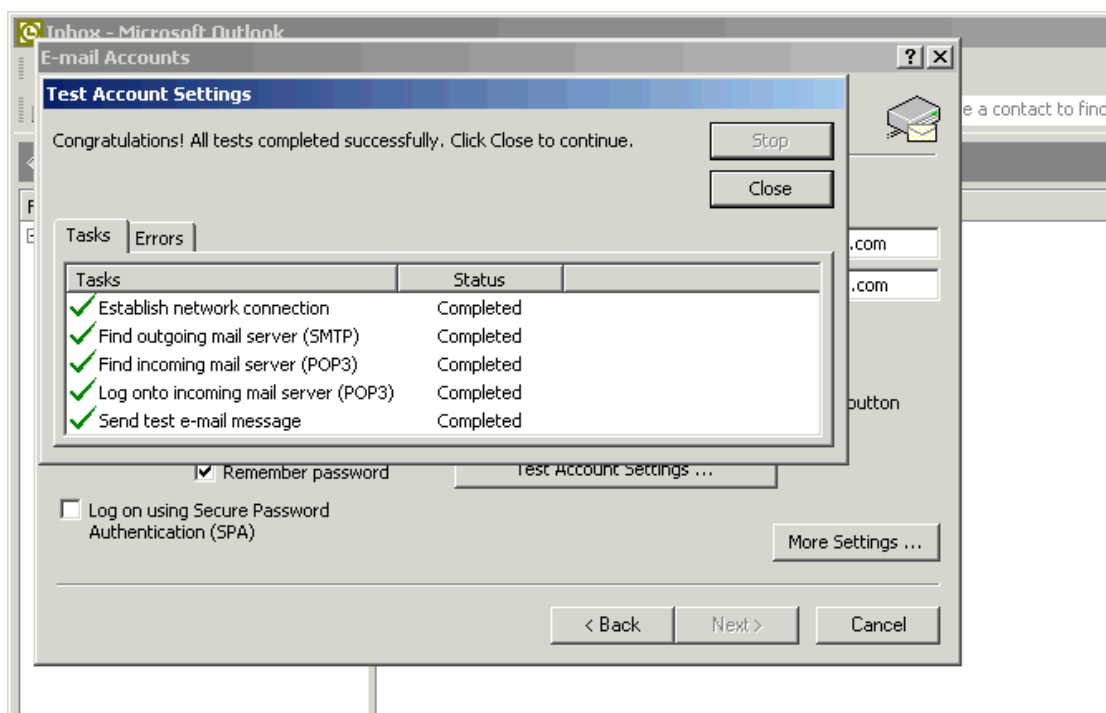 Inbox - Microsoft Outlook
E-mail Accounts
Test Account Settings
Congratulations! All tests completed successfully. Click Close to continue.
Stop
e a contact to find
Close
Tasks Errors
.com
Tasks Status
.com
Establish network connection Completed
Find outgoing mail server (SMTP) Completed
Find incoming mail server (POP3) Completed
Log onto incoming mail server (POP3) Completed
button
Send test e-mail message Completed
Remember password
Test Account Settings ...
Log on using Secure Password
Authentication (SPA)
More Settings ...
< Back
Next >
Cancel